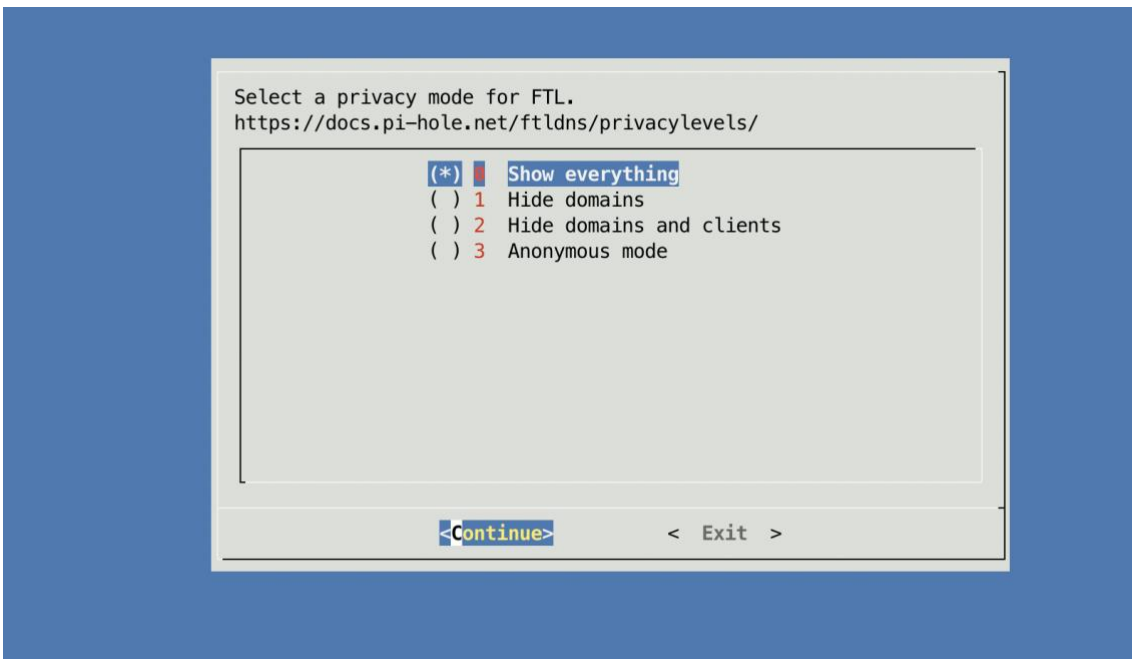 Select a privacy mode for FTL.
https://docs.pi-hole.net/ftldns/privacylevels/
(*) Show everything
( ) 1 Hide domains
( ) 2 Hide domains and clients
( ) 3 Anonymous mode
<Continue> < Exit >